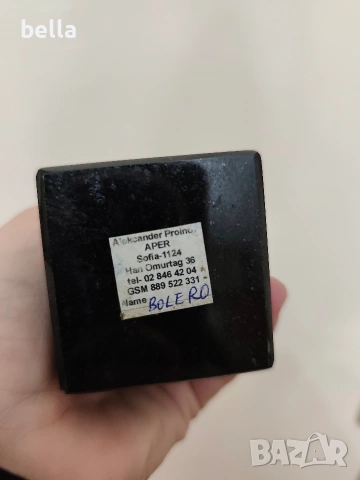 bella
Aleksander Proinov
APER
Sofia-1124
Han Omurtag 36
tel- 02 846 42 04
GSM 889 522 331
Name BOLERO
BAZAR